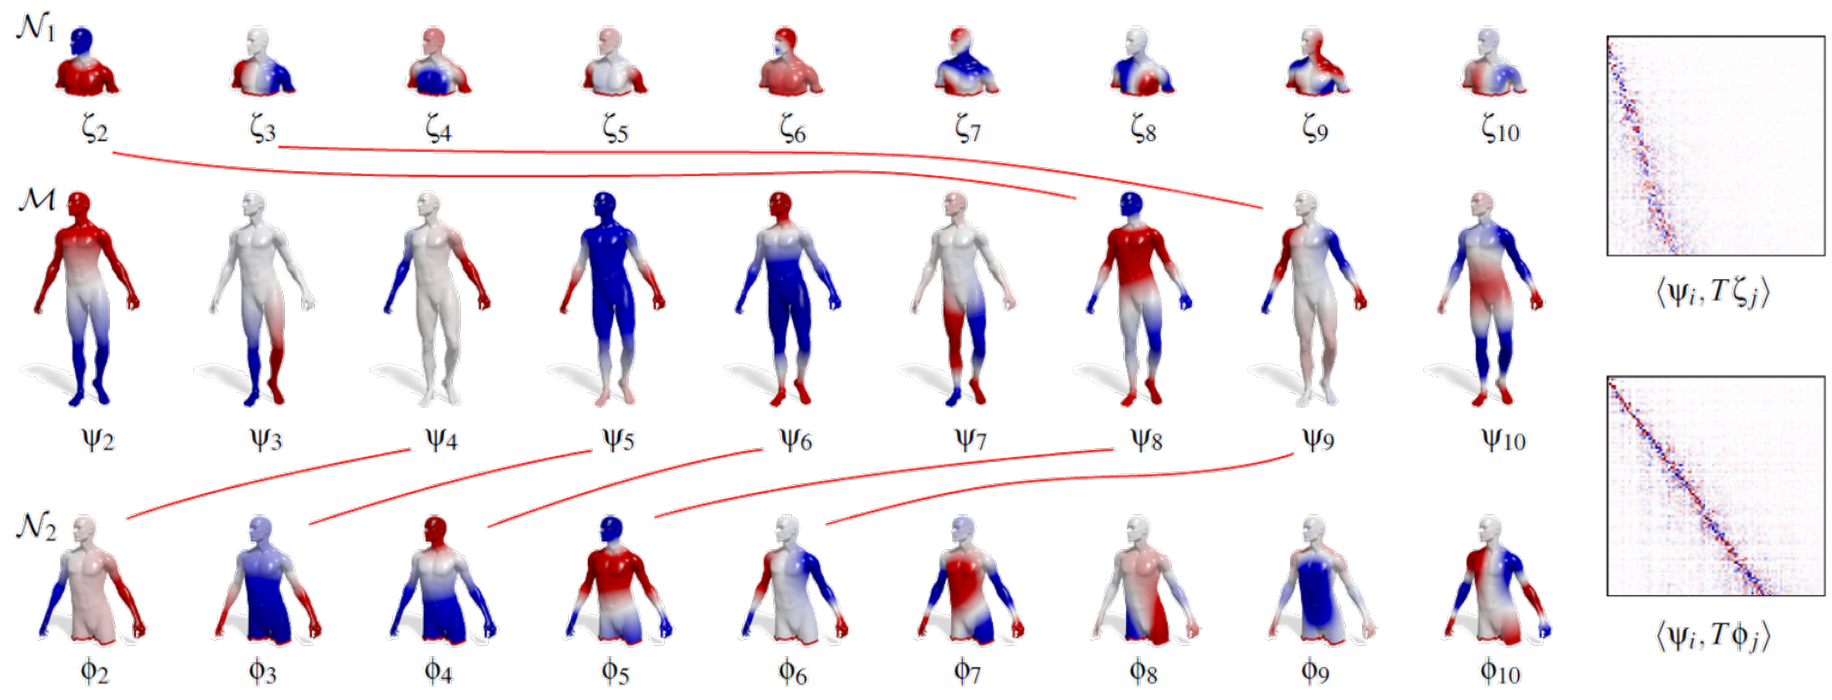 𝒩₁
ζ₂ ζ₃ ζ₄ ζ₅ ζ₆ ζ₇ ζ₈ ζ₉ ζ₁₀
⟨ψᵢ, Tζⱼ⟩
ℳ
ψ₂ ψ₃ ψ₄ ψ₅ ψ₆ ψ₇ ψ₈ ψ₉ ψ₁₀
𝒩₂
ϕ₂ ϕ₃ ϕ₄ ϕ₅ ϕ₆ ϕ₇ ϕ₈ ϕ₉ ϕ₁₀
⟨ψᵢ, Tϕⱼ⟩